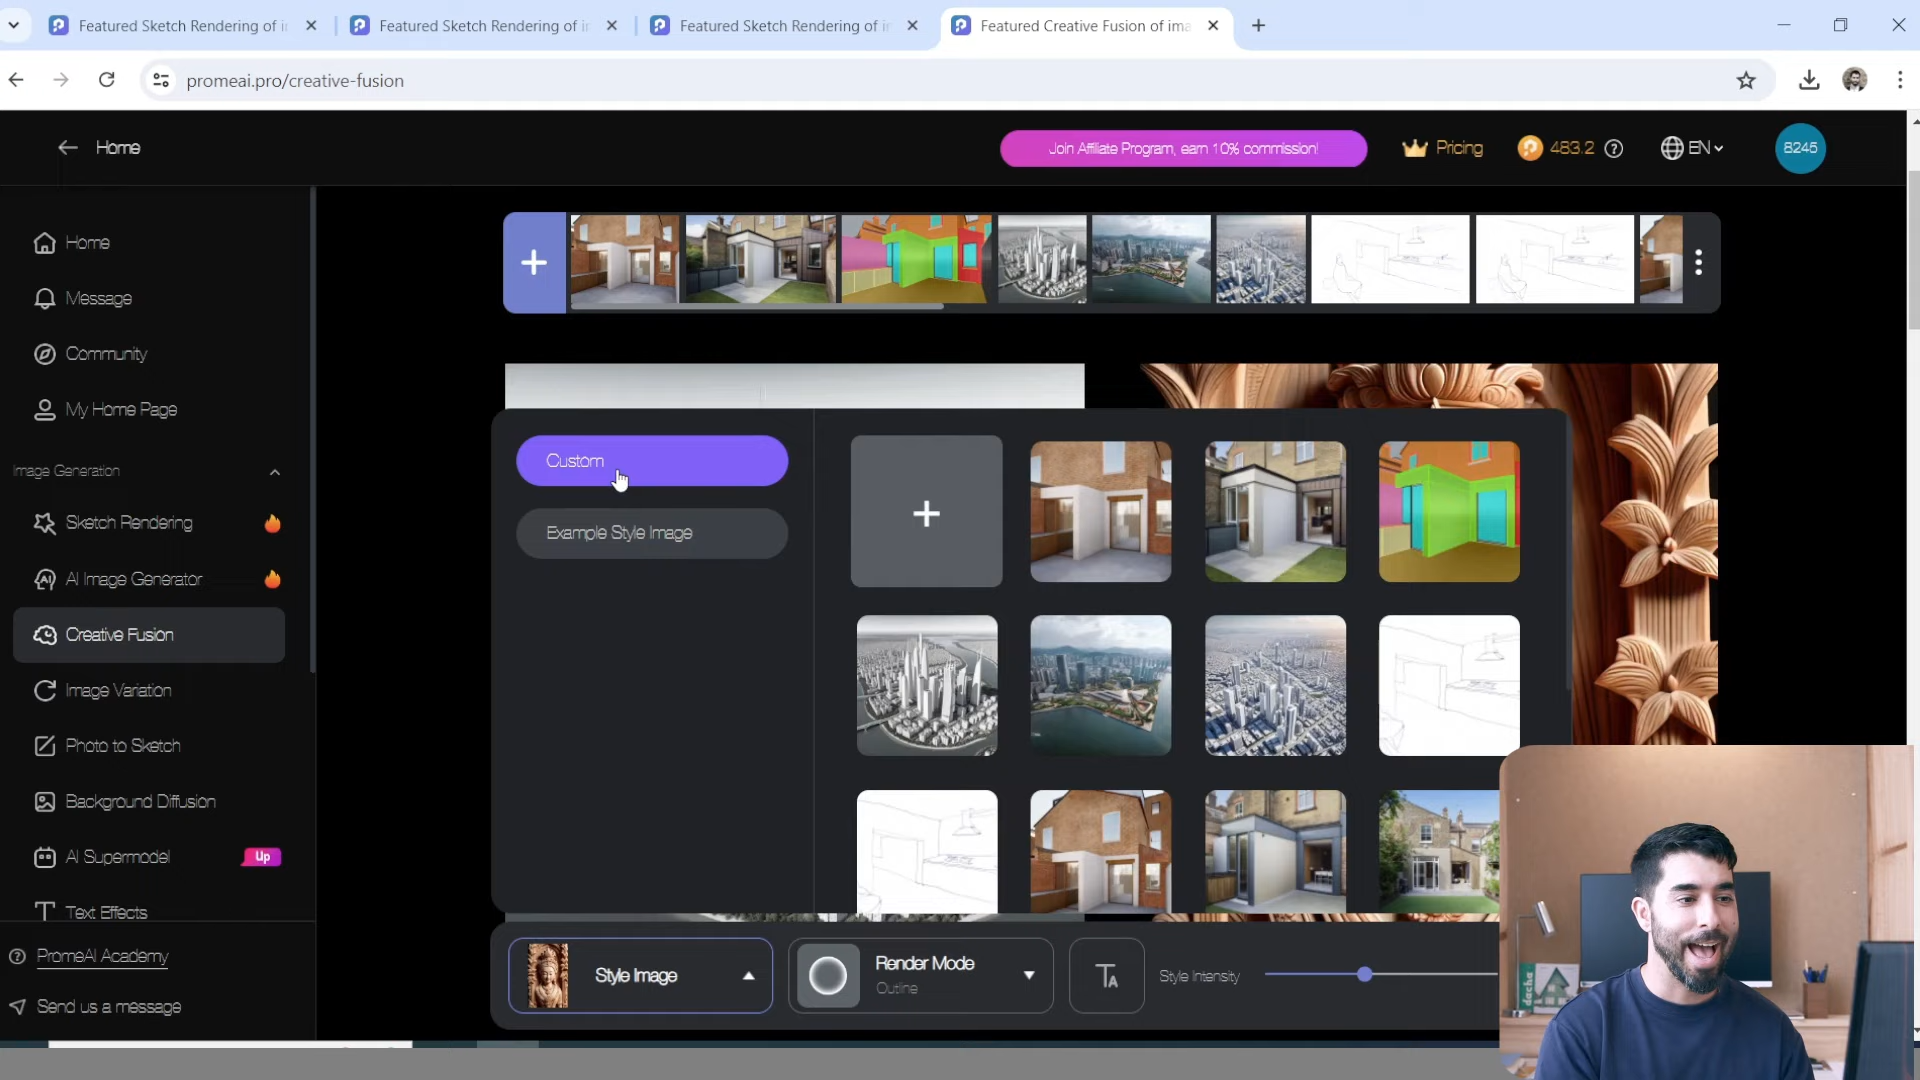 Featured Sketch Rendering of i
Featured Sketch Rendering of i
Featured Sketch Rendering of i
Featured Creative Fusion of ima
promeai.pro/creative-fusion
Home
Join Affiliate Program, earn 10% commission!
Pricing
483.2
EN
8245
Home
Message
Community
My Home Page
Image Generation
Sketch Rendering
AI Image Generator
Creative Fusion
Image Variation
Photo to Sketch
Background Diffusion
AI Supermodel
Up
Text Effects
PromeAI Academy
Send us a message
Custom
Example Style Image
Style Image
Render Mode
Outline
Style Intensity
dacha